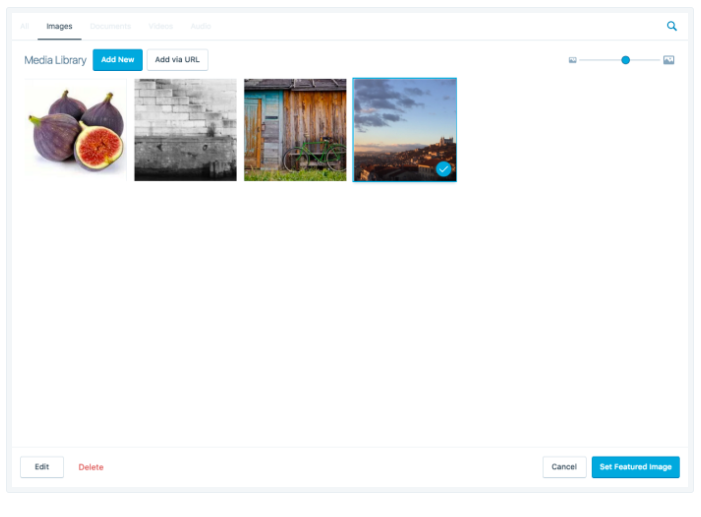 All Images Documents Videos Audio
Media Library Add New Add via URL
Edit Delete Cancel Set Featured Image